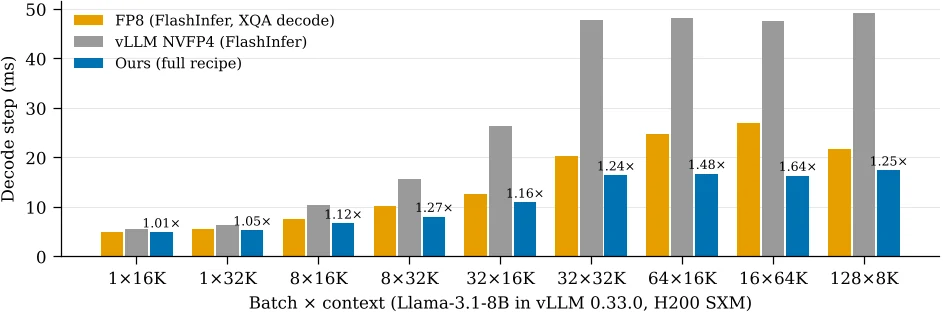 50
40
30
20
10
0
Decode step (ms)
FP8 (FlashInfer, XQA decode)
vLLM NVFP4 (FlashInfer)
Ours (full recipe)
1.01×
1.05×
1.12×
1.27×
1.16×
1.24×
1.48×
1.64×
1.25×
1×16K 1×32K 8×16K 8×32K 32×16K 32×32K 64×16K 16×64K 128×8K
Batch × context (Llama-3.1-8B in vLLM 0.33.0, H200 SXM)